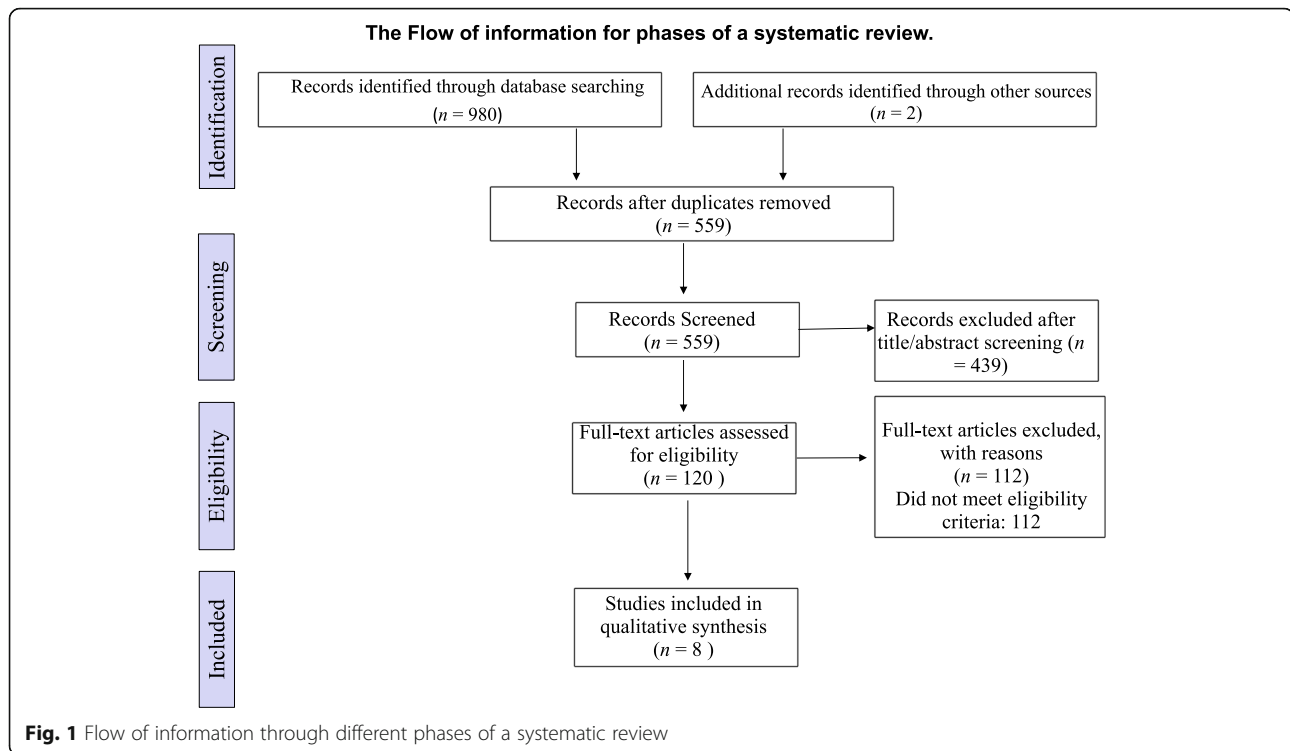 The Flow of information for phases of a systematic review.
Identification
Records identified through database searching
(n = 980)
Additional records identified through other sources
(n = 2)
Records after duplicates removed
(n = 559)
Screening
Records Screened
(n = 559)
Records excluded after
title/abstract screening (n
= 439)
Eligibility
Full-text articles assessed
for eligibility
(n = 120 )
Full-text articles excluded,
with reasons
(n = 112)
Did not meet eligibility
criteria: 112
Included
Studies included in
qualitative synthesis
(n = 8 )
Fig. 1 Flow of information through different phases of a systematic review